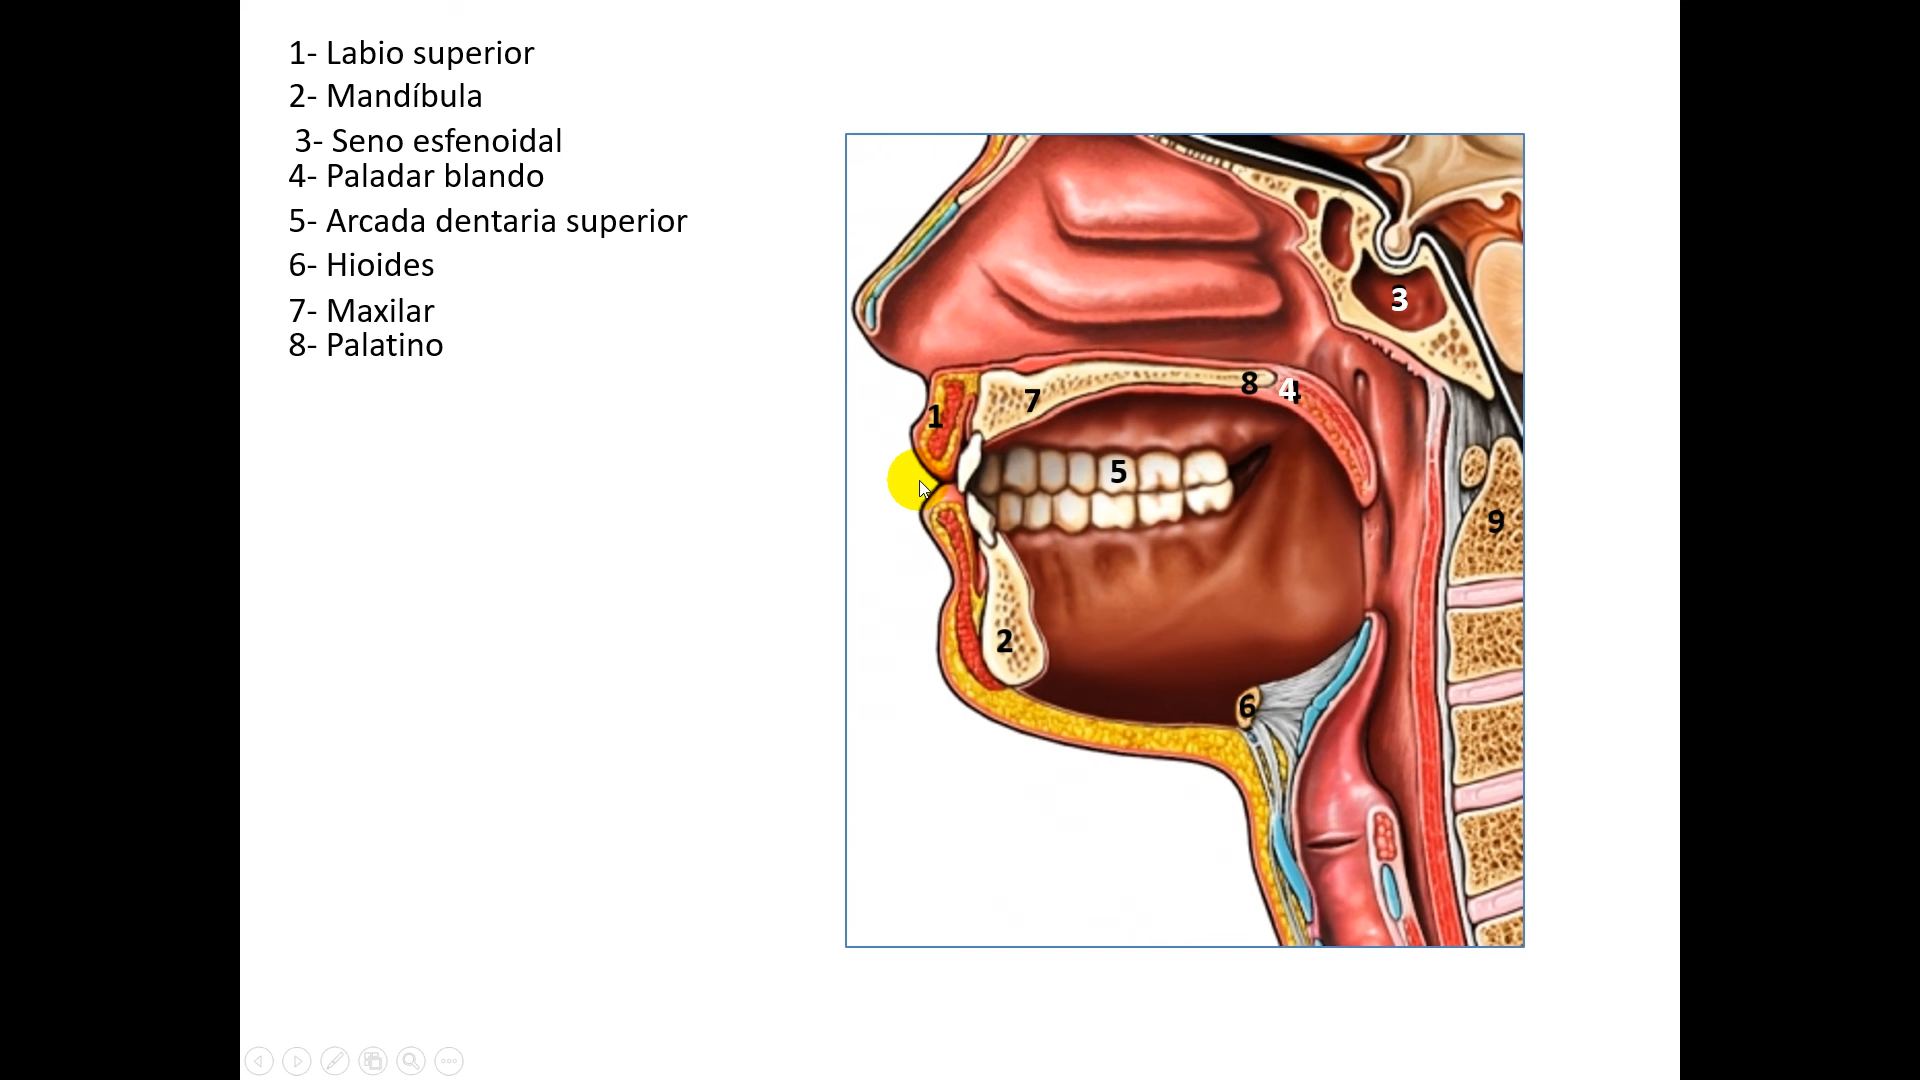 1- Labio superior
2- Mandíbula
3- Seno esfenoidal
4- Paladar blando
5- Arcada dentaria superior
6- Hioides
7- Maxilar
8- Palatino
3
8
4
7
1
5
9
2
6